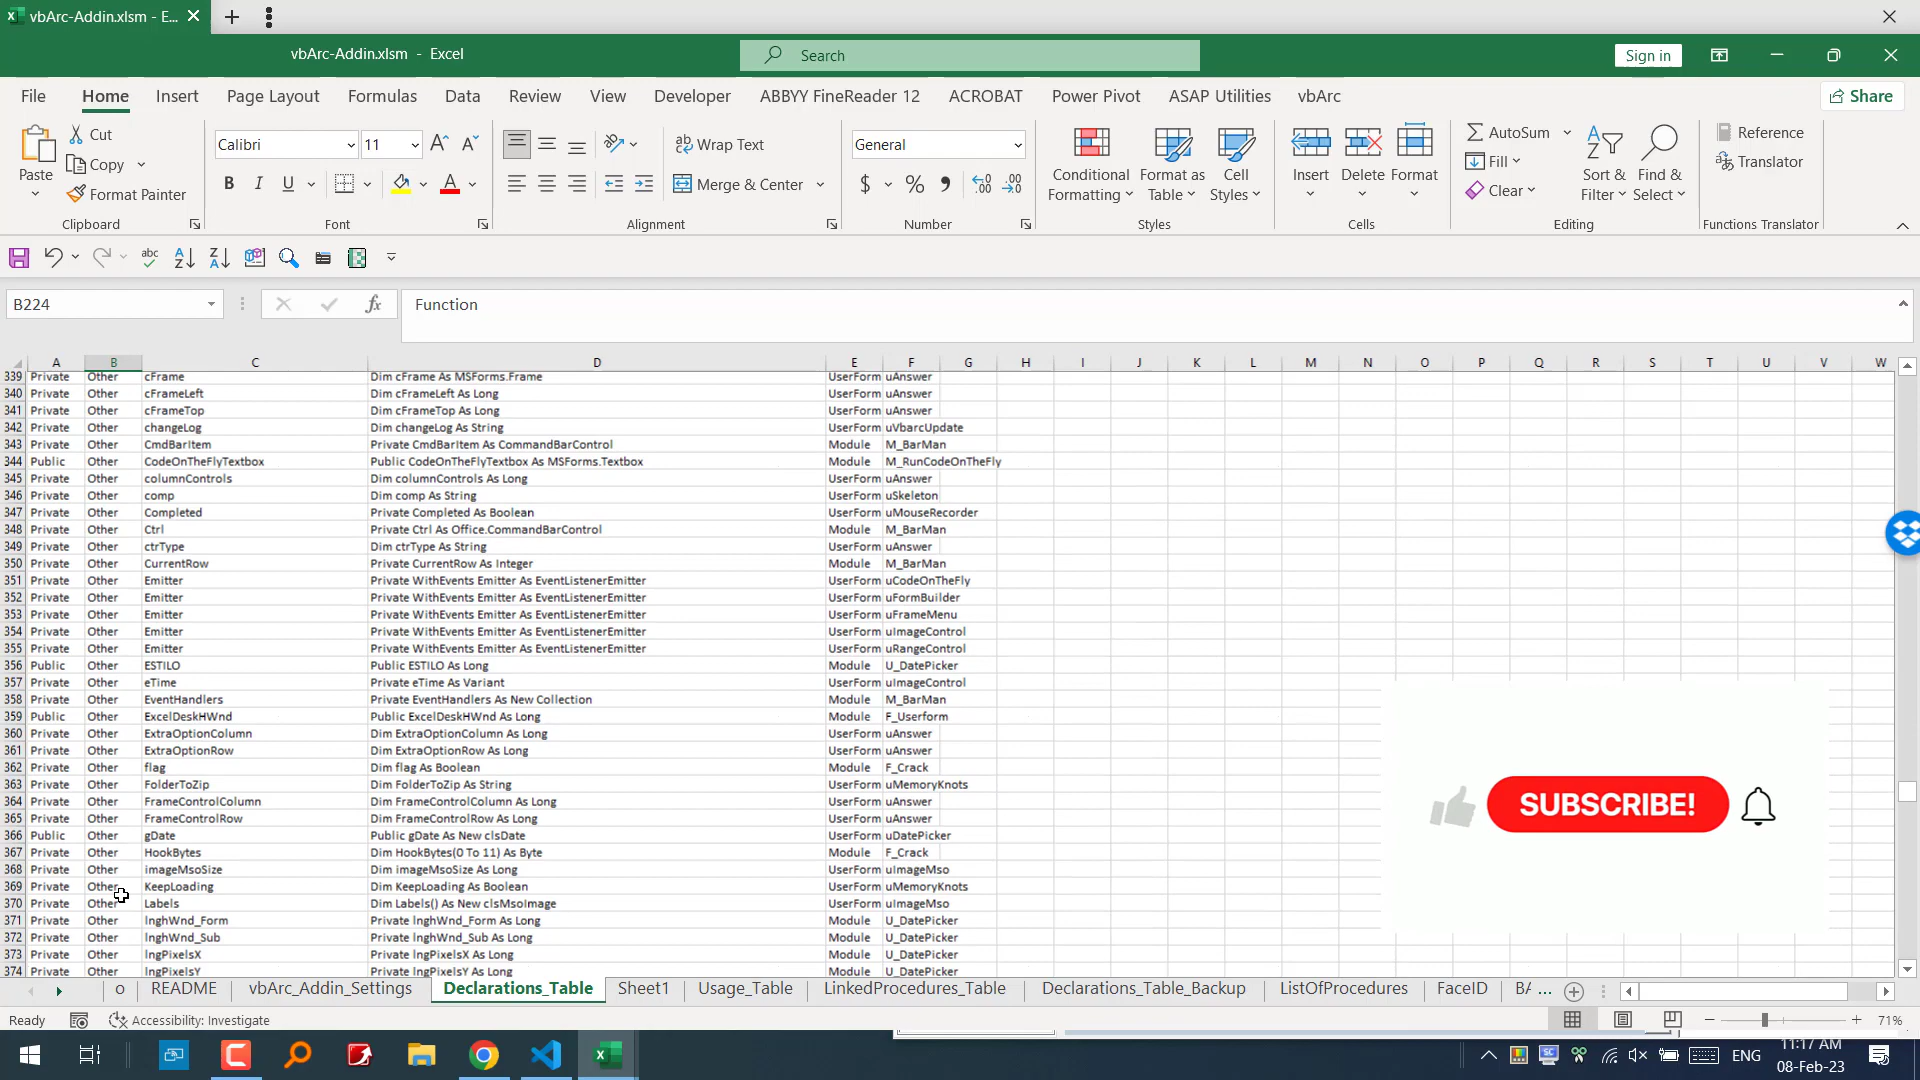 vbArc-Addin.xlsm - E...
vbArc-Addin.xlsm - Excel
Search
Sign in
File Home Insert Page Layout Formulas Data Review View Developer ABBYY FineReader 12 ACROBAT Power Pivot ASAP Utilities vbArc Share
Paste
Cut
Copy
Format Painter
Clipboard
Calibri 11
B I U
Font
Wrap Text
Merge & Center
Alignment
General
$ % ,
Number
Conditional Formatting
Format as Table
Cell Styles
Styles
Insert Delete Format
Cells
AutoSum
Fill
Clear
Sort & Filter
Find & Select
Editing
Reference
Translator
Functions Translator
B224 fx Function
A B C D E F G H I J K L M N O P Q R S T U V W
339 Private Other cFrame Dim cFrame As MSForms.Frame UserForm uAnswer
340 Private Other cFrameLeft Dim cFrameLeft As Long UserForm uAnswer
341 Private Other cFrameTop Dim cFrameTop As Long UserForm uAnswer
342 Private Other changeLog Dim changeLog As String UserForm uVbarcUpdate
343 Private Other CmdBarItem Private CmdBarItem As CommandBarControl Module M_BarMan
344 Public Other CodeOnTheFlyTextbox Public CodeOnTheFlyTextbox As MSForms.Textbox Module M_RunCodeOnTheFly
345 Private Other columnControls Dim columnControls As Long UserForm uAnswer
346 Private Other comp Dim comp As String UserForm uSkeleton
347 Private Other Completed Private Completed As Boolean UserForm uMouseRecorder
348 Private Other Ctrl Private Ctrl As Office.CommandBarControl Module M_BarMan
349 Private Other ctrType Dim ctrType As String UserForm uAnswer
350 Private Other CurrentRow Private CurrentRow As Integer Module M_BarMan
351 Private Other Emitter Private WithEvents Emitter As EventListenerEmitter UserForm uCodeOnTheFly
352 Private Other Emitter Private WithEvents Emitter As EventListenerEmitter UserForm uFormBuilder
353 Private Other Emitter Private WithEvents Emitter As EventListenerEmitter UserForm uFrameMenu
354 Private Other Emitter Private WithEvents Emitter As EventListenerEmitter UserForm uImageControl
355 Private Other Emitter Private WithEvents Emitter As EventListenerEmitter UserForm uRangeControl
356 Public Other ESTILO Public ESTILO As Long Module U_DatePicker
357 Private Other eTime Private eTime As Variant UserForm uImageControl
358 Private Other EventHandlers Private EventHandlers As New Collection Module M_BarMan
359 Public Other ExcelDeskHWnd Public ExcelDeskHWnd As Long Module F_Userform
360 Private Other ExtraOptionColumn Dim ExtraOptionColumn As Long UserForm uAnswer
361 Private Other ExtraOptionRow Dim ExtraOptionRow As Long UserForm uAnswer
362 Private Other flag Dim flag As Boolean Module F_Crack
363 Private Other FolderToZip Dim FolderToZip As String UserForm uMemoryKnots
364 Private Other FrameControlColumn Dim FrameControlColumn As Long UserForm uAnswer
365 Private Other FrameControlRow Dim FrameControlRow As Long UserForm uAnswer
366 Public Other gDate Public gDate As New clsDate UserForm uDatePicker
367 Private Other HookBytes Dim HookBytes(0 To 11) As Byte Module F_Crack
368 Private Other imageMsoSize Dim imageMsoSize As Long UserForm uImageMso
369 Private Other KeepLoading Dim KeepLoading As Boolean UserForm uMemoryKnots
370 Private Other Labels Dim Labels() As New clsMsoImage UserForm uImageMso
371 Private Other lnghWnd_Form Private lnghWnd_Form As Long Module U_DatePicker
372 Private Other lnghWnd_Sub Private lnghWnd_Sub As Long Module U_DatePicker
373 Private Other lngPixelsX Private lngPixelsX As Long Module U_DatePicker
374 Private Other lngPixelsY Private lngPixelsY As Long Module U_DatePicker
SUBSCRIBE!
o README vbArc_Addin_Settings Declarations_Table Sheet1 Usage_Table LinkedProcedures_Table Declarations_Table_Backup ListOfProcedures FaceID BA ...
Ready Accessibility: Investigate 71%
ENG 11:17 AM
08-Feb-23